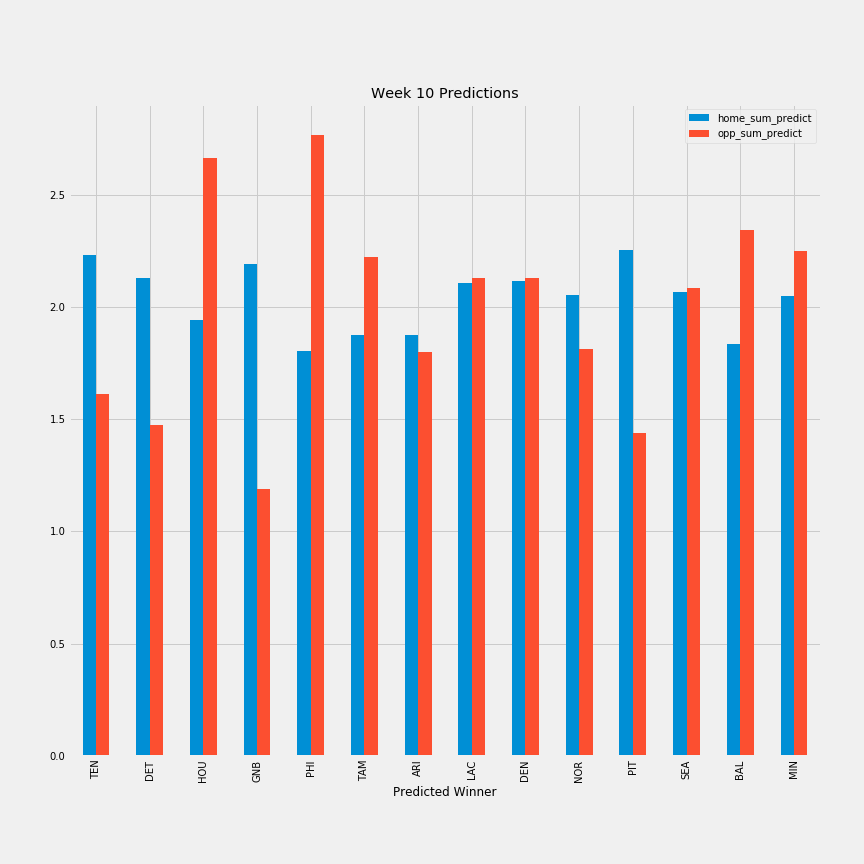 Week 10 Predictions
home_sum_predict
opp_sum_predict
2.5
2.0
1.5
1.0
0.5
0.0
TEN
DET
HOU
GNB
PHI
TAM
ARI
LAC
DEN
NOR
PIT
SEA
BAL
MIN
Predicted Winner